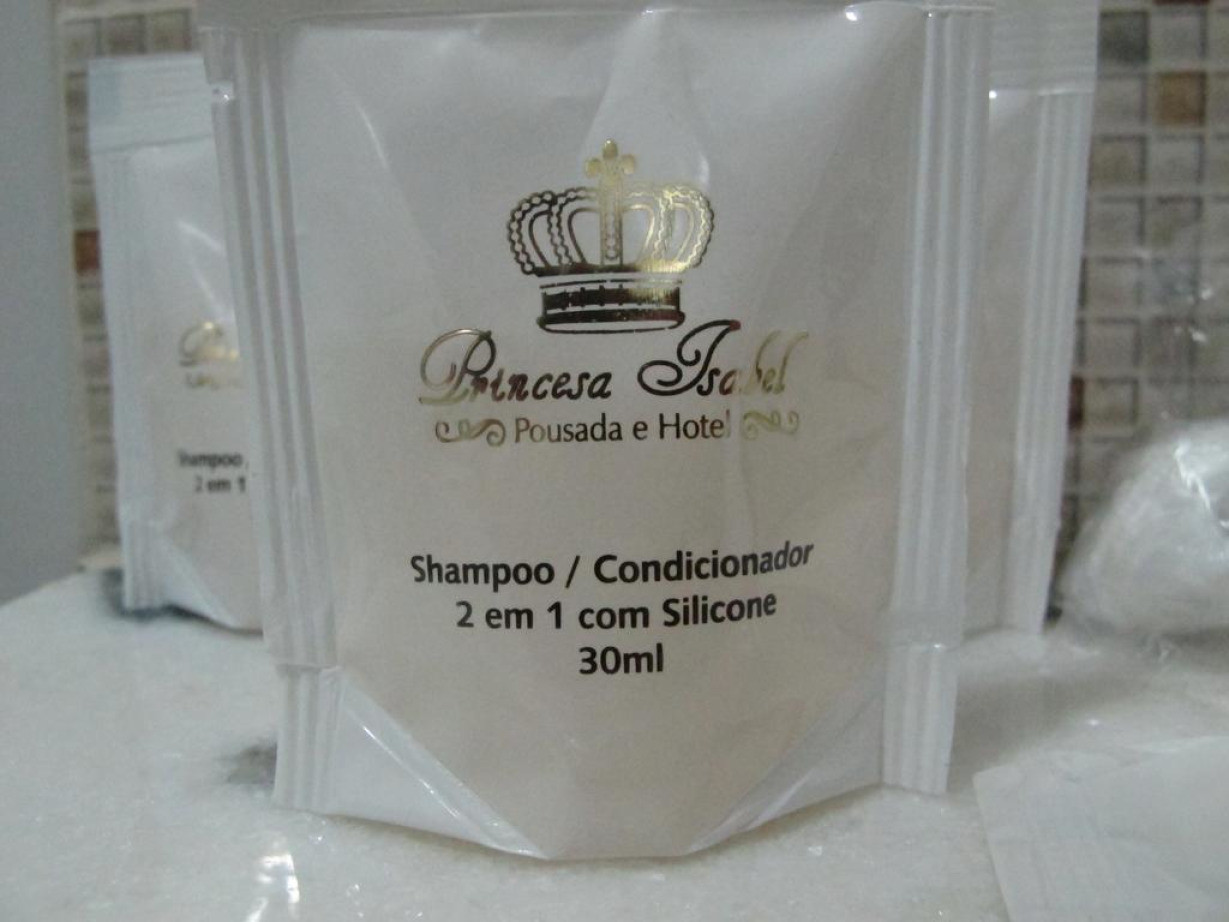 Princesa Isabel
Pousada e Hotel
Shampoo / Condicionador
2 em 1 com Silicone
30ml
Shampoo
2 em 1